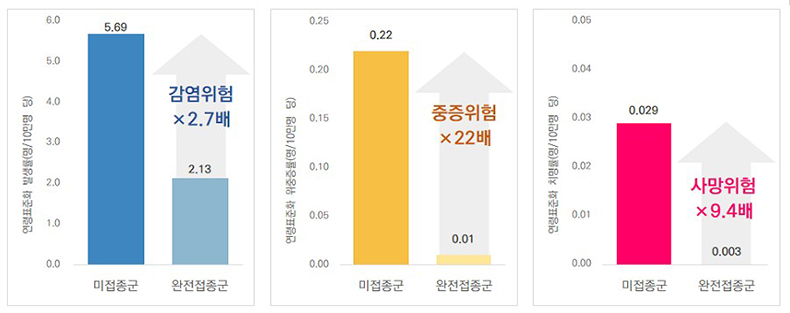 연령표준화 발생률(명/10만명 당)
6.0
5.0
4.0
3.0
2.0
1.0
0.0
5.69
2.13
감염위험
×2.7배
미접종군 완전접종군
연령표준화 위중증률(명/10만명 당)
0.25
0.20
0.15
0.10
0.05
0.00
0.22
0.01
중증위험
×22배
미접종군 완전접종군
연령표준화 치명률(명/10만명 당)
0.05
0.04
0.03
0.02
0.01
0.00
0.029
0.003
사망위험
×9.4배
미접종군 완전접종군